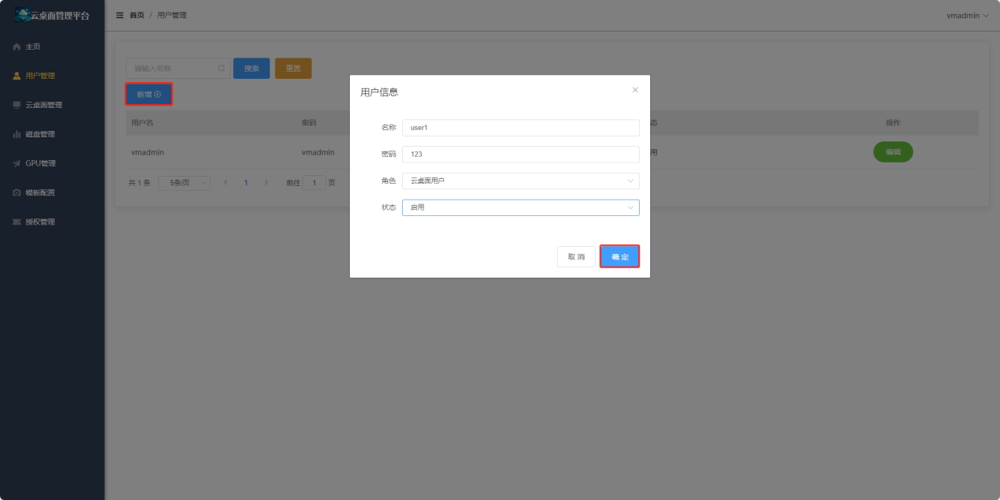 云桌面管理平台
首页 / 用户管理
vmadmin
主页
用户管理
云桌面管理
磁盘管理
GPU管理
模板配置
授权管理
请输入名称
搜索
重置
新增
用户名
密码
态
操作
vmadmin
vmadmin
用
编辑
共 1 条
5条/页
1
前往 1 页
用户信息
名称 user1
密码 123
角色 云桌面用户
状态 启用
取 消
确 定